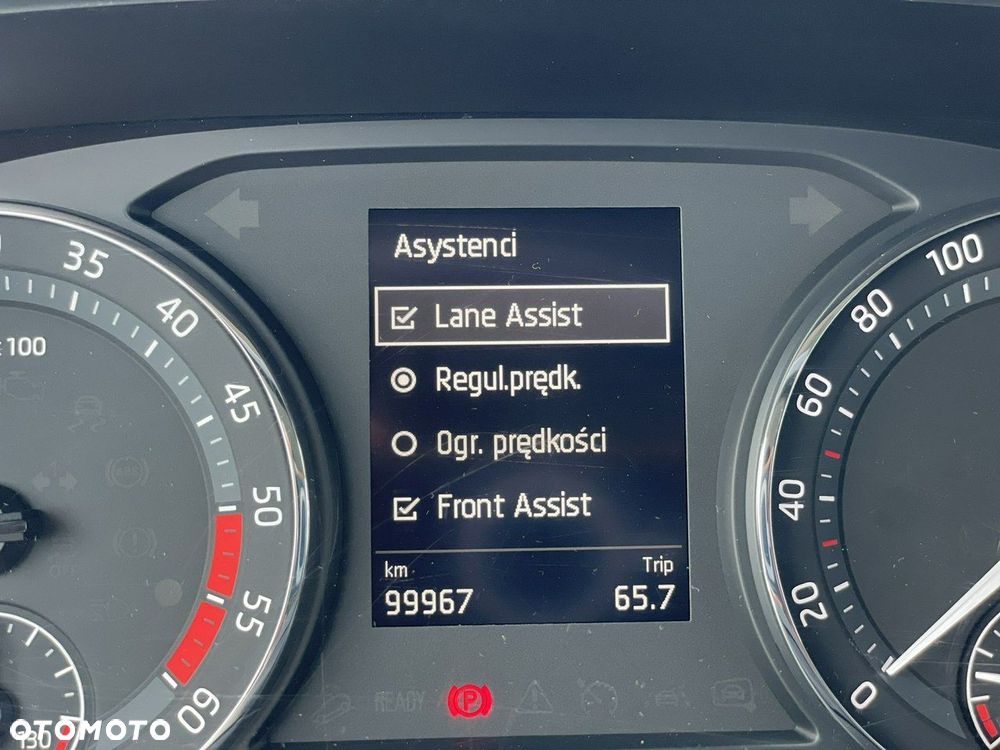 35
40
45
50
55
60
100
130
Asystenci
Lane Assist
Regul.prędk.
Ogr. prędkości
Front Assist
km
Trip
99967
65.7
READY
P
100
80
60
40
20
0
OTOMOTO